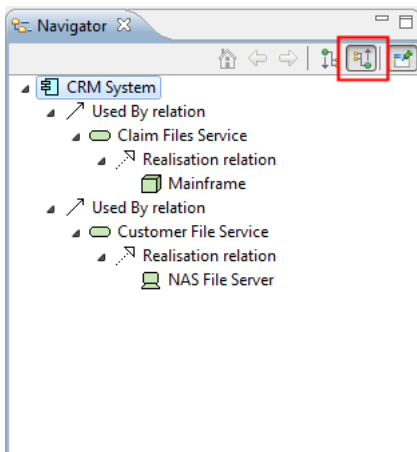 Navigator
CRM System
Used By relation
Claim Files Service
Realisation relation
Mainframe
Used By relation
Customer File Service
Realisation relation
NAS File Server